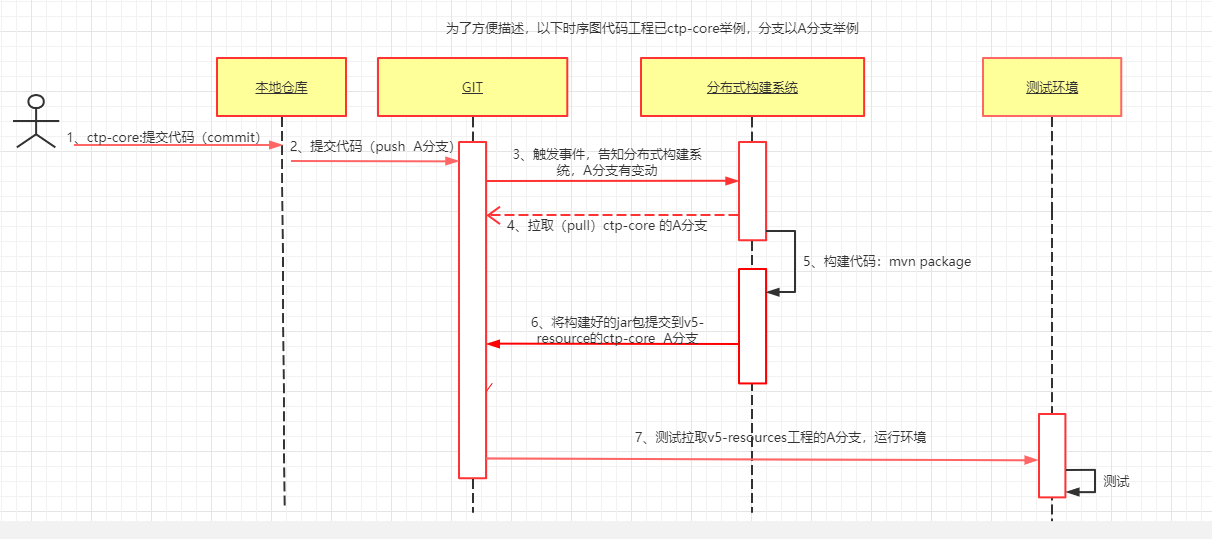 为了方便描述，以下时序图代码工程已ctp-core举例，分支以A分支举例
本地仓库
GIT
分布式构建系统
测试环境
1、ctp-core:提交代码（commit）
2、提交代码（push A分支）
3、触发事件，告知分布式构建系
统，A分支有变动
4、拉取（pull）ctp-core 的A分支
5、构建代码：mvn package
6、将构建好的jar包提交到v5-
resource的ctp-core_A分支
7、测试拉取v5-resources工程的A分支，运行环境
测试